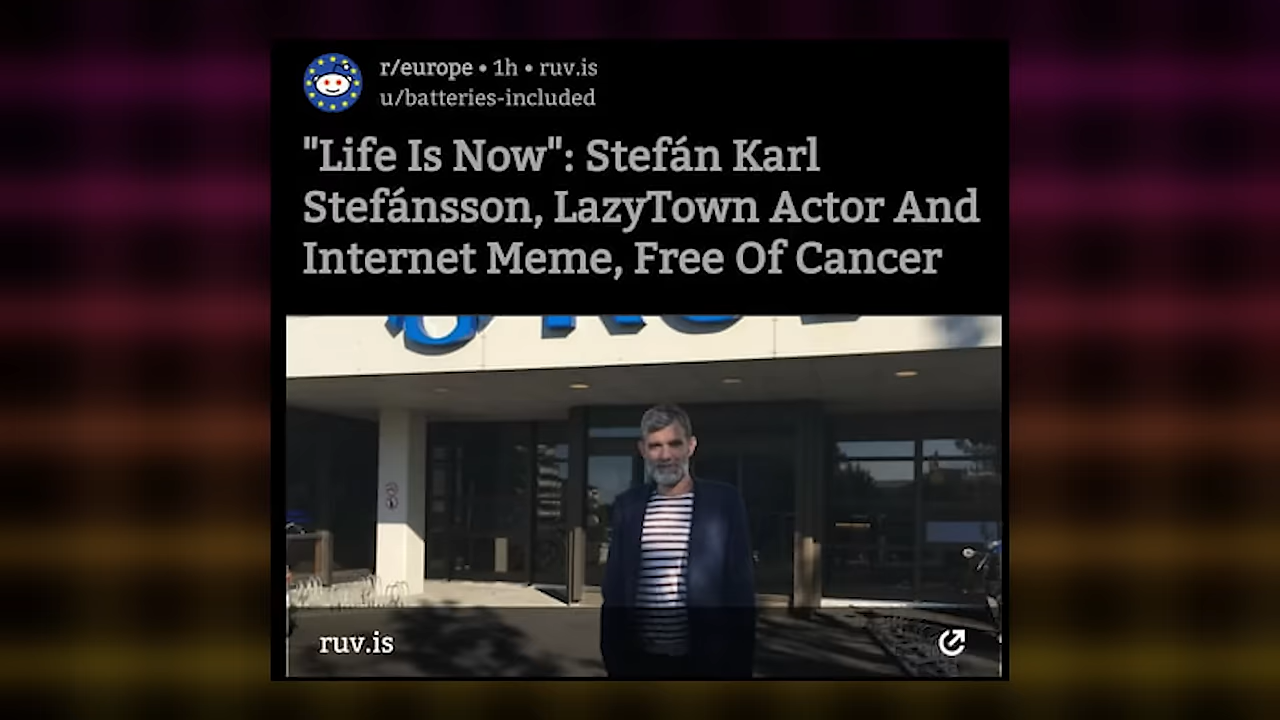 r/europe • 1h • ruv.is
u/batteries-included
"Life Is Now": Stefán Karl
Stefánsson, LazyTown Actor And
Internet Meme, Free Of Cancer
ruv.is